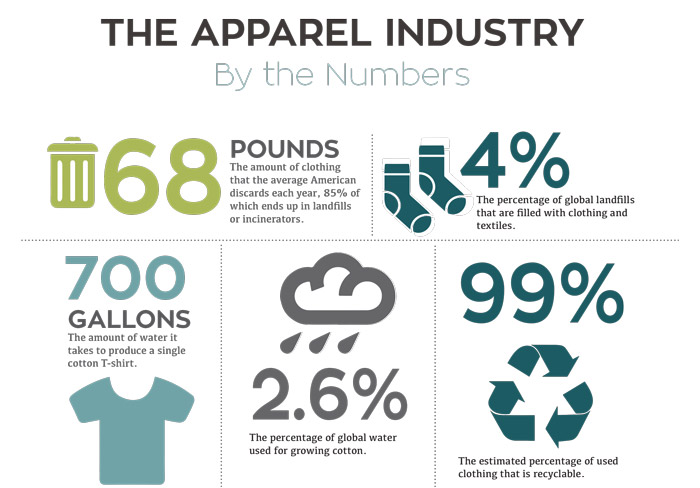 THE APPAREL INDUSTRY
By the Numbers
68
POUNDS
The amount of clothing
that the average American
discards each year, 85% of
which ends up in landfills
or incinerators.
4%
The percentage of global landfills
that are filled with clothing and
textiles.
700
GALLONS
The amount of water it
takes to produce a single
cotton T-shirt.
2.6%
The percentage of global water
used for growing cotton.
99%
The estimated percentage of used
clothing that is recyclable.